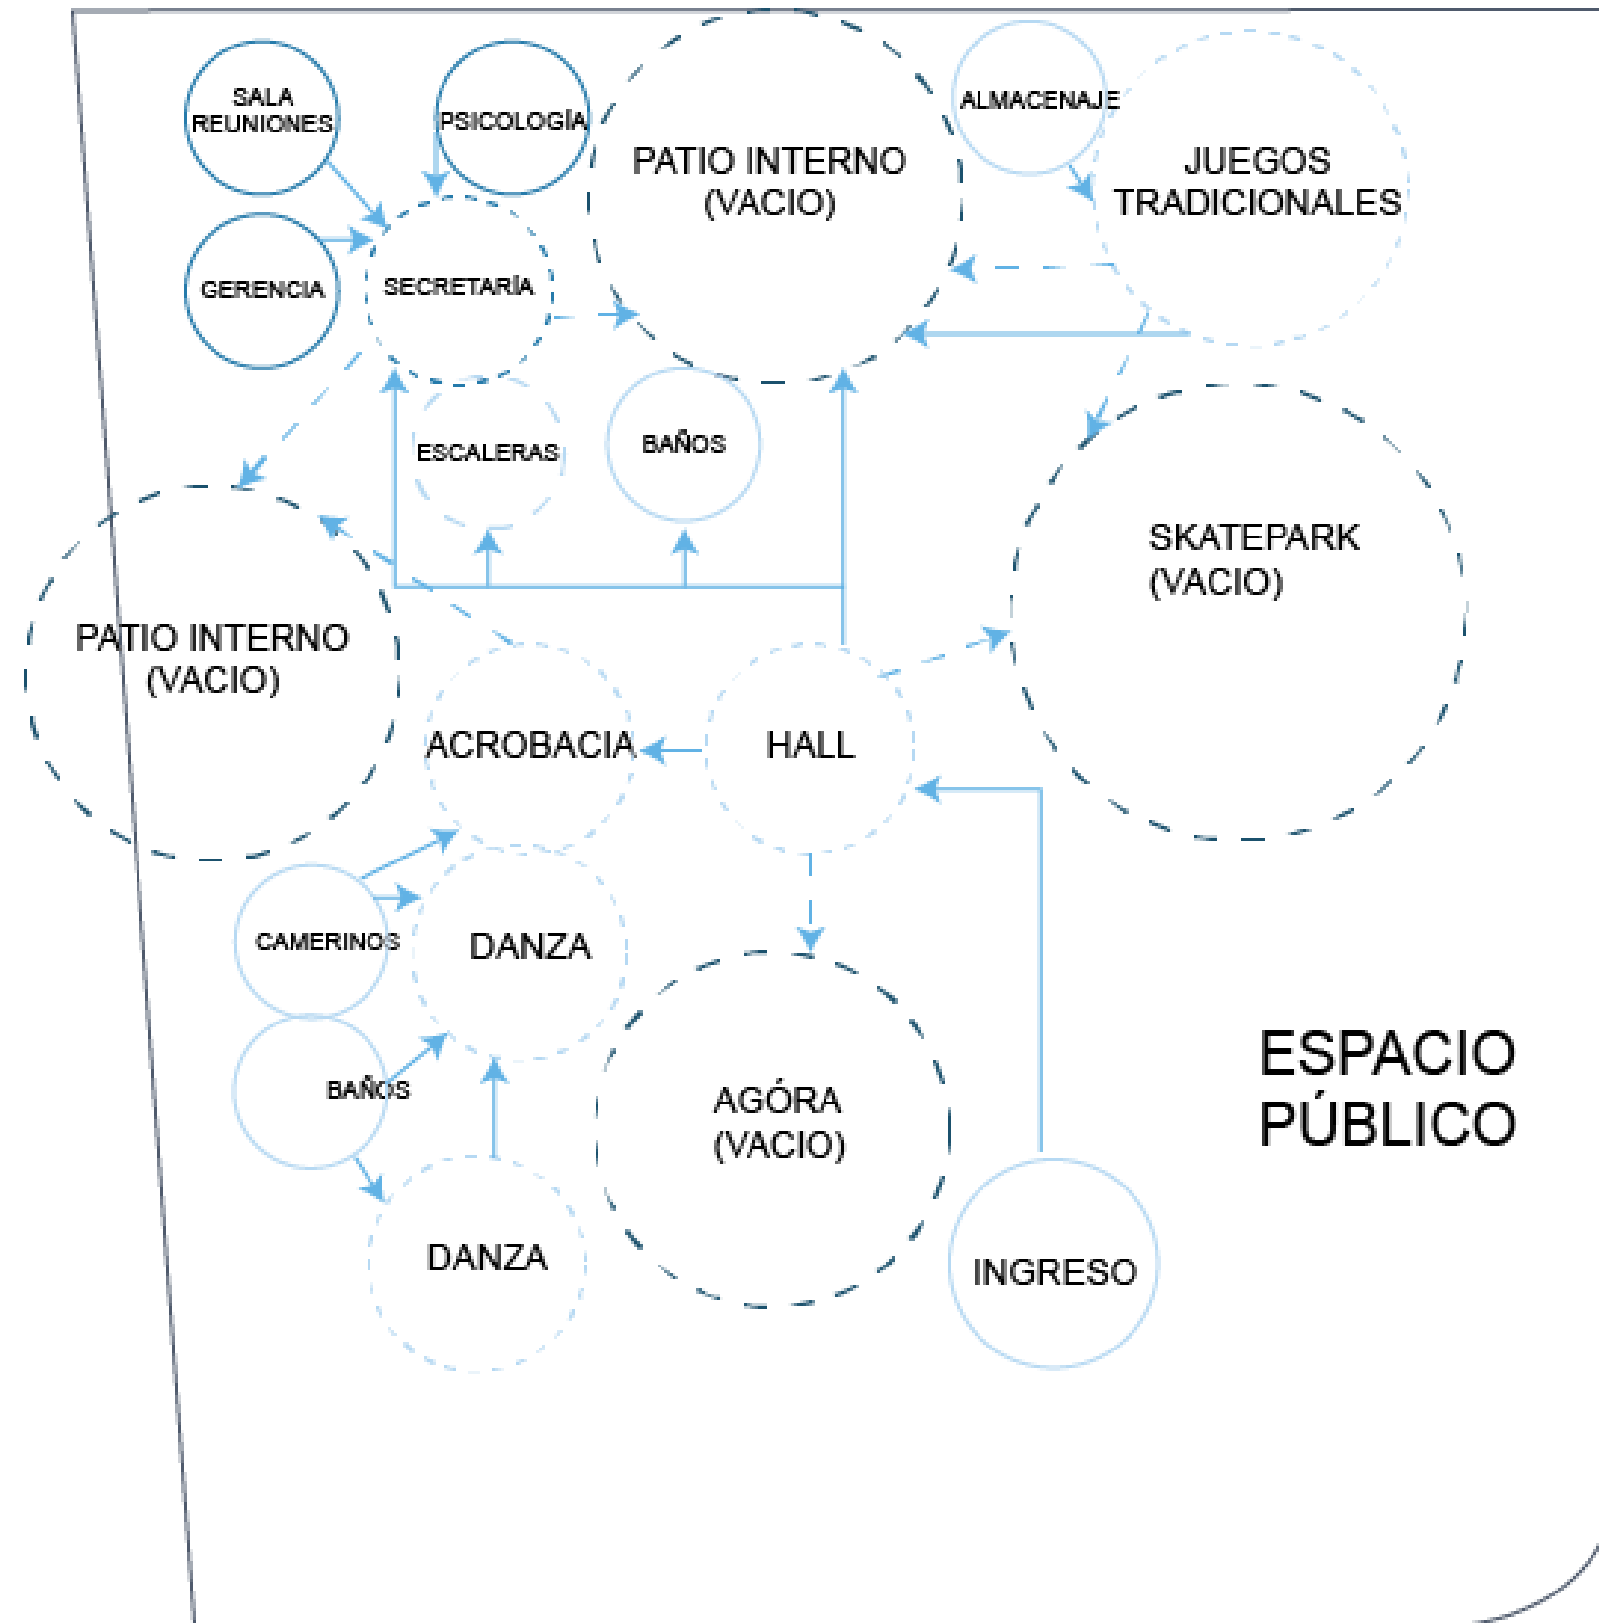 SALA
REUNIONES
PSICOLOGÍA
PATIO INTERNO
(VACIO)
ALMACENAJE
JUEGOS
TRADICIONALES
GERENCIA
SECRETARÍA
ESCALERAS
BAÑOS
SKATEPARK
(VACIO)
PATIO INTERNO
(VACIO)
ACROBACIA
HALL
CAMERINOS
DANZA
BAÑOS
AGÓRA
(VACIO)
ESPACIO
PÚBLICO
DANZA
INGRESO